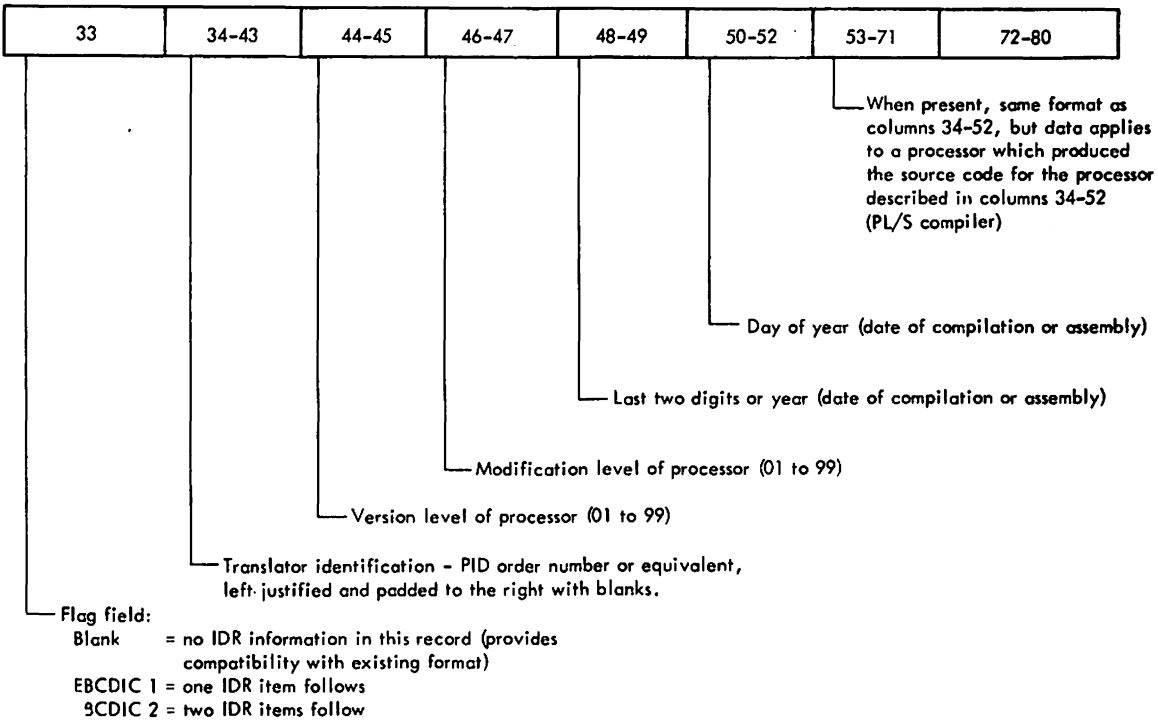 33 34-43 44-45 46-47 48-49 50-52 53-71 72-80
When present, same format as
columns 34-52, but data applies
to a processor which produced
the source code for the processor
described in columns 34-52
(PL/S compiler)
Day of year (date of compilation or assembly)
Last two digits or year (date of compilation or assembly)
Modification level of processor (01 to 99)
Version level of processor (01 to 99)
Translator identification - PID order number or equivalent,
left justified and padded to the right with blanks.
Flag field:
Blank = no IDR information in this record (provides
compatibility with existing format)
EBCDIC 1 = one IDR item follows
BCDIC 2 = two IDR items follow